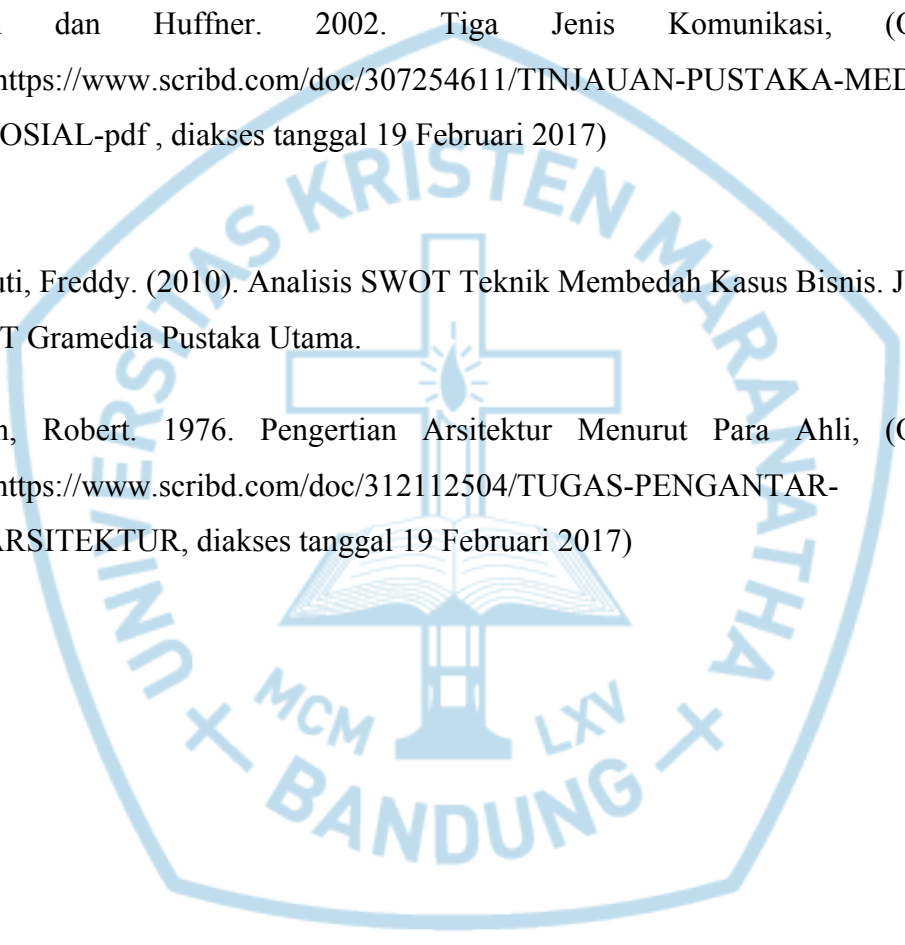 dan Huffner. 2002. Tiga Jenis Komunikasi,
https://www.scribd.com/doc/307254611/TINJAUAN-PUSTAKA-MED
OSIAL-pdf , diakses tanggal 19 Februari 2017)
uti, Freddy. (2010). Analisis SWOT Teknik Membedah Kasus Bisnis. J
T Gramedia Pustaka Utama.
n, Robert. 1976. Pengertian Arsitektur Menurut Para Ahli,
https://www.scribd.com/doc/312112504/TUGAS-PENGANTAR-
ARSITEKTUR, diakses tanggal 19 Februari 2017)
UNIVERSITAS KRISTEN MARANATHA
MCM LXV
BANDUNG